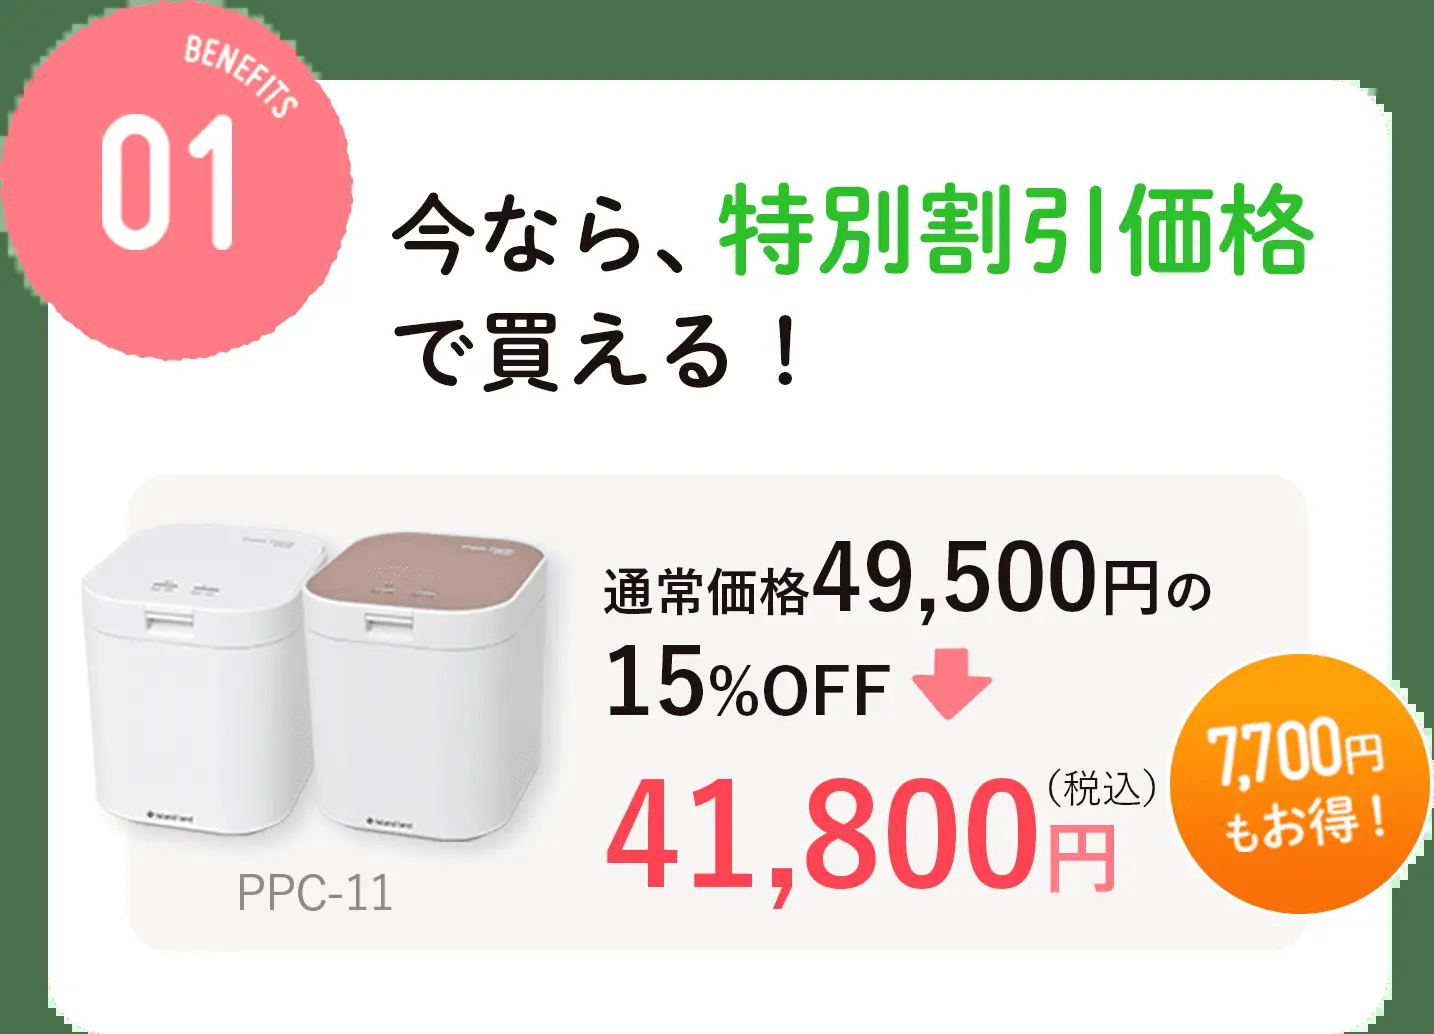 BENEFITS
01
今なら、特別割引価格
で買える！
通常価格49,500円の
15%OFF
41,800円
(税込)
7,700円
もお得！
PPC-11